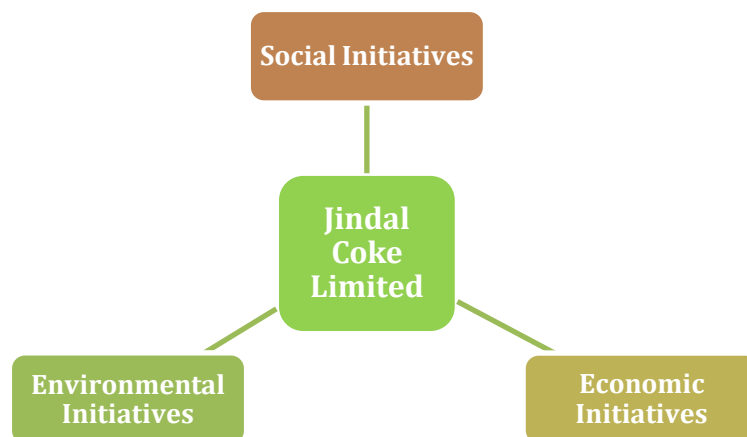 Social Initiatives
Jindal
Coke
Limited
Environmental
Initiatives
Economic
Initiatives